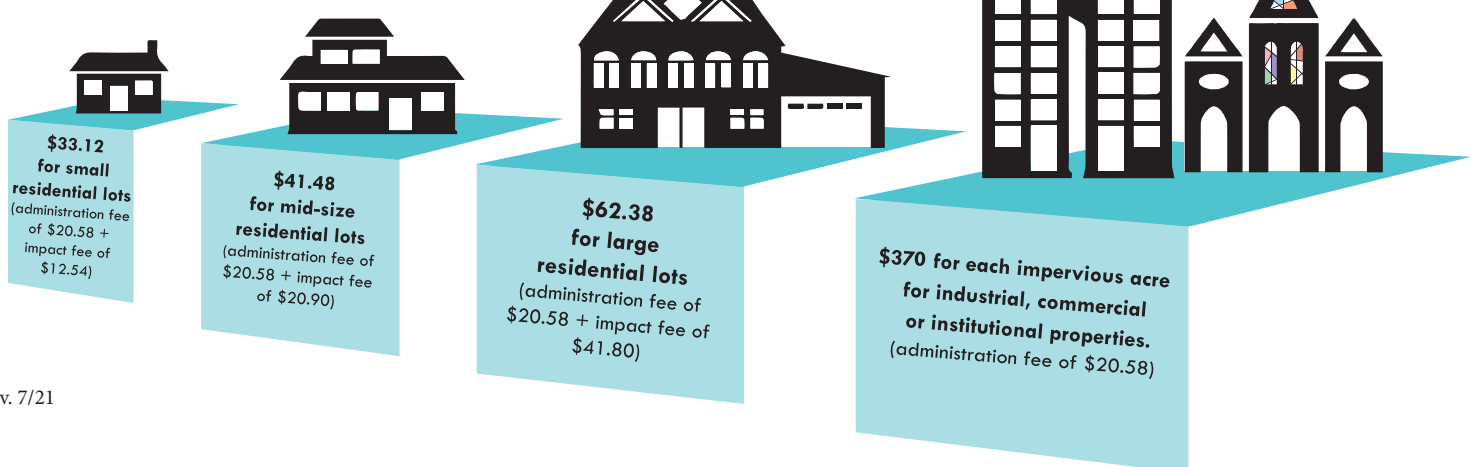 $33.12
for small
residential lots
(administration fee
of $20.58 +
impact fee of
$12.54)
$41.48
for mid-size
residential lots
(administration fee of
$20.58 + impact fee
of $20.90)
$62.38
for large
residential lots
(administration fee of
$20.58 + impact fee of
$41.80)
$370 for each impervious acre
for industrial, commercial
or institutional properties.
(administration fee of $20.58)
v. 7/21